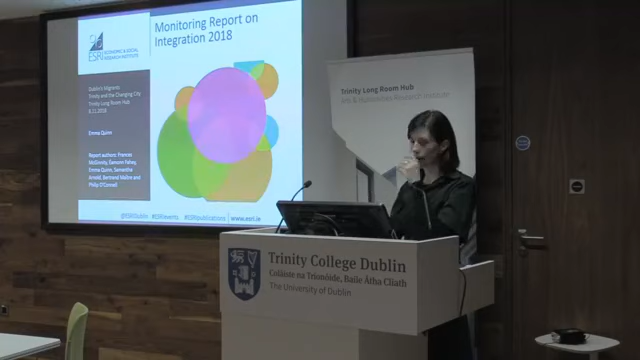 Monitoring Report on
Integration 2018
ESRI
ECONOMIC & SOCIAL
RESEARCH INSTITUTE
Dublin's Migrants:
Trinity and the Changing City
Trinity Long Room Hub
8.11.2018
Emma Quinn
Report authors: Frances
McGinnity, Éamonn Fahey,
Emma Quinn, Samantha
Arnold, Bertrand Maître and
Philip O'Connell
@ESRIDublin #ESRIevents #ESRIpublications www.esri.ie
Trinity Long Room Hub
Arts & Humanities Research Institute
Trinity College Dublin
Coláiste na Tríonóide, Baile Átha Cliath
The University of Dublin